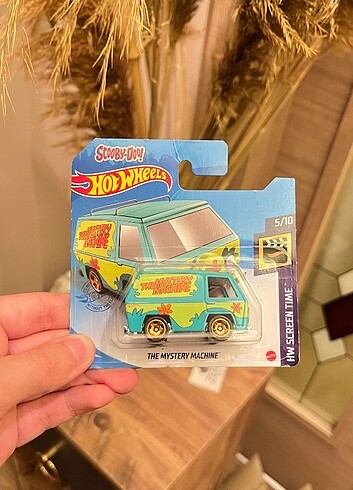 SCOOBY-DOO!
HOT WHEELS
5/10
THE MYSTERY
MACHINE
THE MYSTERY
MACHINE
HW SCREEN TIME
THE MYSTERY MACHINE